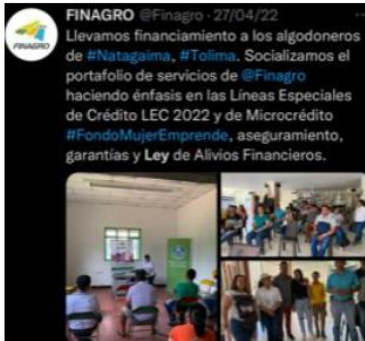 FINAGRO @Finagro · 27/04/22
FINAGRO
Llevamos financiamiento a los algodoneros
de #Natagaima, #Tolima. Socializamos el
portafolio de servicios de @Finagro
haciendo énfasis en las Líneas Especiales
de Crédito LEC 2022 y de Microcrédito
#FondoMujerEmprende, aseguramiento,
garantías y Ley de Alivios Financieros.